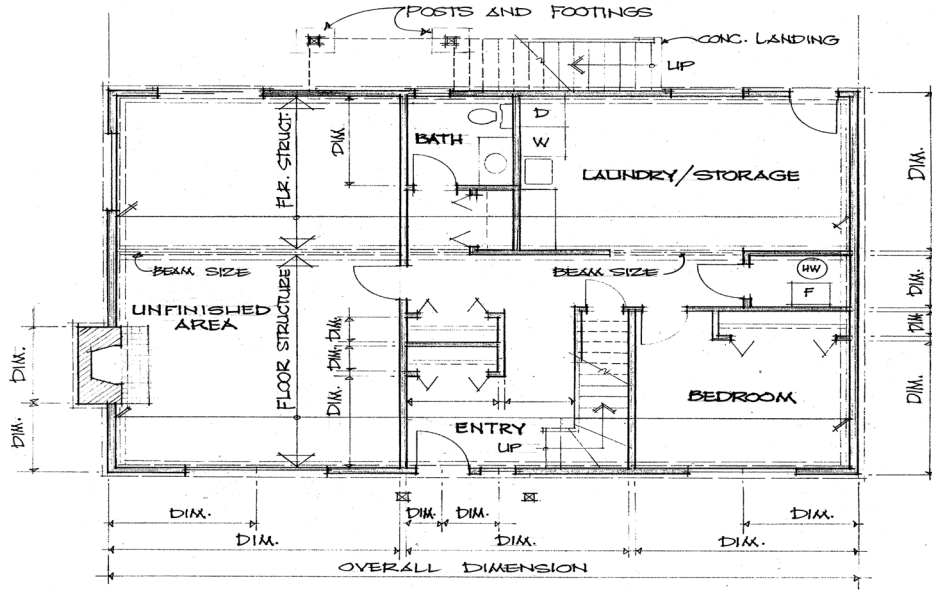 POSTS AND FOOTINGS
CONC. LANDING
UP
FLR. STRUCT.
DIM.
BATH
D
W
LAUNDRY/STORAGE
DIM.
BEAM SIZE
BEAM SIZE
HW
F
DIM.
UNFINISHED
AREA
FLOOR STRUCTURE
DIM.
DIM.
DIM.
DIM
DIM.
DIM.
DIM.
BEDROOM
ENTRY
UP
DIM.
DIM.
DIM.
DIM.
DIM.
DIM.
DIM.
OVERALL DIMENSION